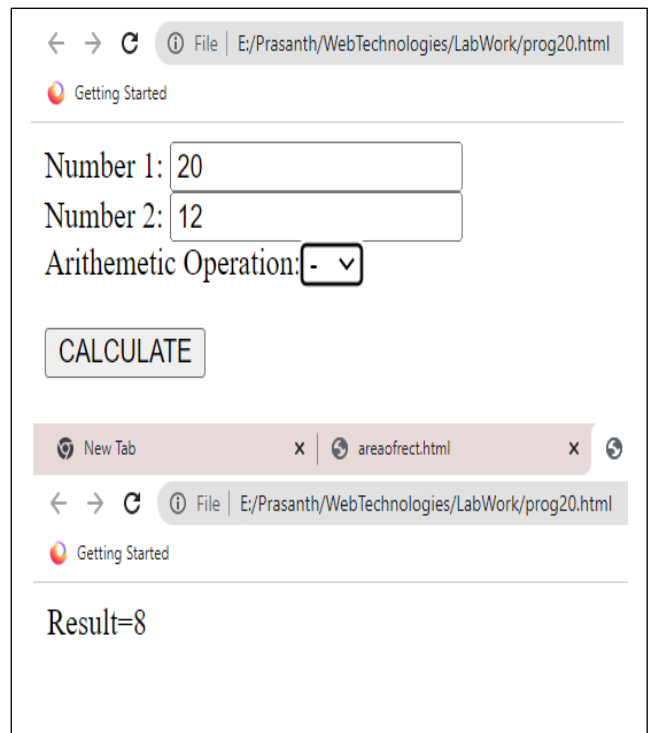 File | E:/Prasanth/WebTechnologies/LabWork/prog20.html
Getting Started
Number 1: 20
Number 2: 12
Arithemetic Operation: -
CALCULATE
New Tab areaofrect.html
File | E:/Prasanth/WebTechnologies/LabWork/prog20.html
Getting Started
Result=8